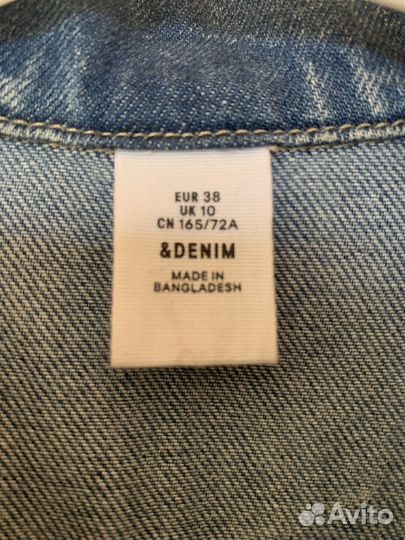 EUR 38
UK 10
CN 165/72A
&DENIM
MADE IN
BANGLADESH
Avito